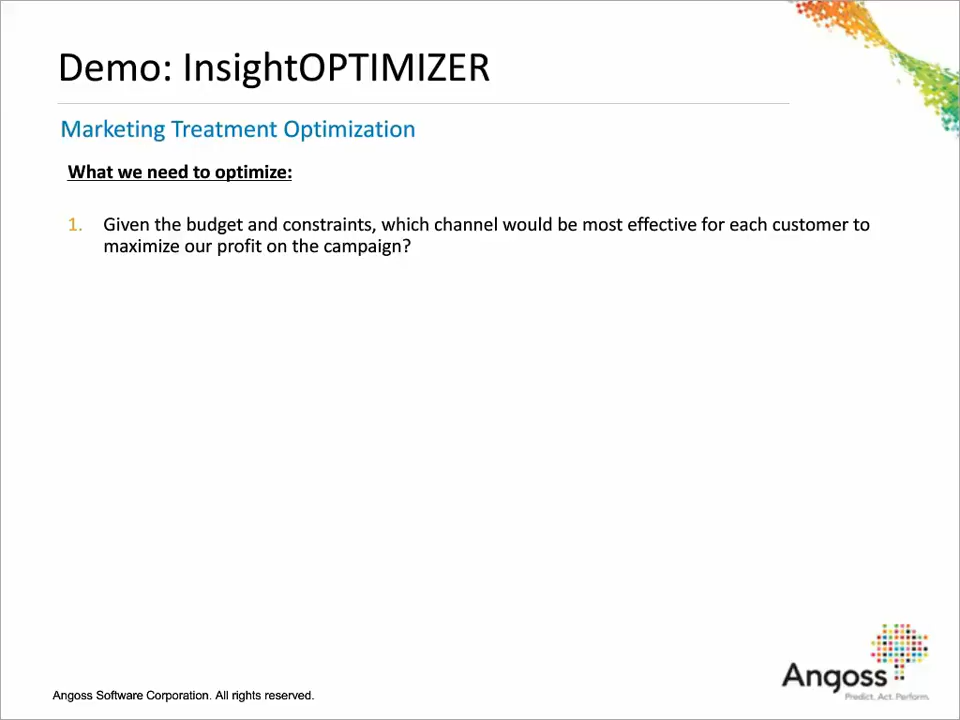 Demo: InsightOPTIMIZER
Marketing Treatment Optimization
What we need to optimize:
1. Given the budget and constraints, which channel would be most effective for each customer to
maximize our profit on the campaign?
Angoss
Predict. Act. Perform.
Angoss Software Corporation. All rights reserved.